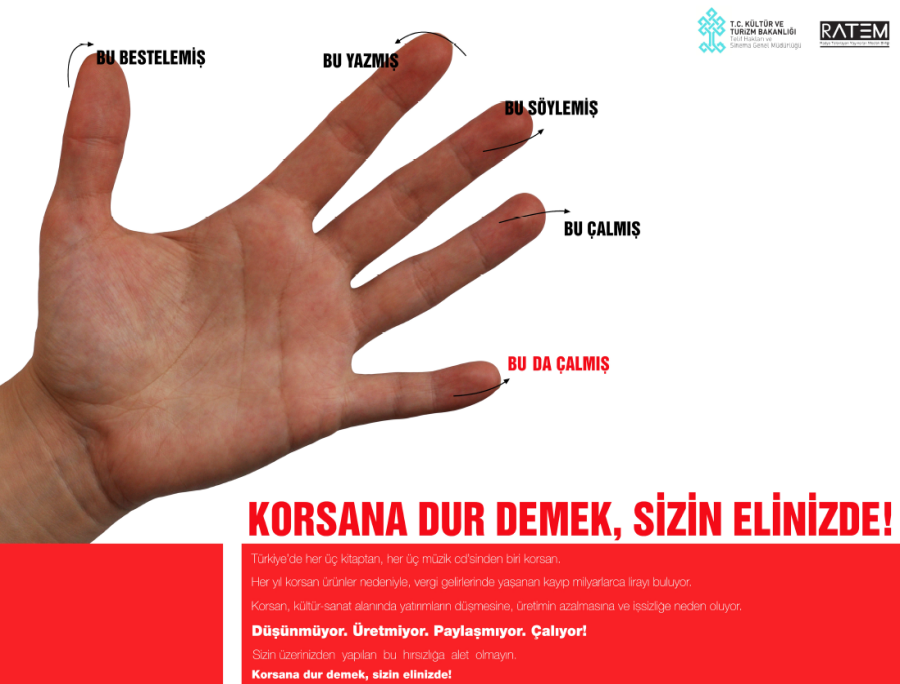 T.C. KÜLTÜR VE
TURİZM BAKANLIĞI
Telif Hakları ve
Sinema Genel Müdürlüğü
RATEM
BU BESTELEMİŞ
BU YAZMIŞ
BU SÖYLEMİŞ
BU ÇALMIŞ
BU DA ÇALMIŞ
KORSANA DUR DEMEK, SİZİN ELİNİZDE!
Türkiye'de her üç kitaptan, her üç müzik cd'sinden biri korsan.
Her yıl korsan ürünler nedeniyle, vergi gelirlerinde yaşanan kayıp milyarlarca lirayı buluyor.
Korsan, kültür-sanat alanında yatırımların düşmesine, üretimin azalmasına ve işsizliğe neden oluyor.
Düşünmüyor. Üretmiyor. Paylaşmıyor. Çalıyor!
Sizin üzerinizden yapılan bu hırsızlığa alet olmayın.
Korsana dur demek, sizin elinizde!